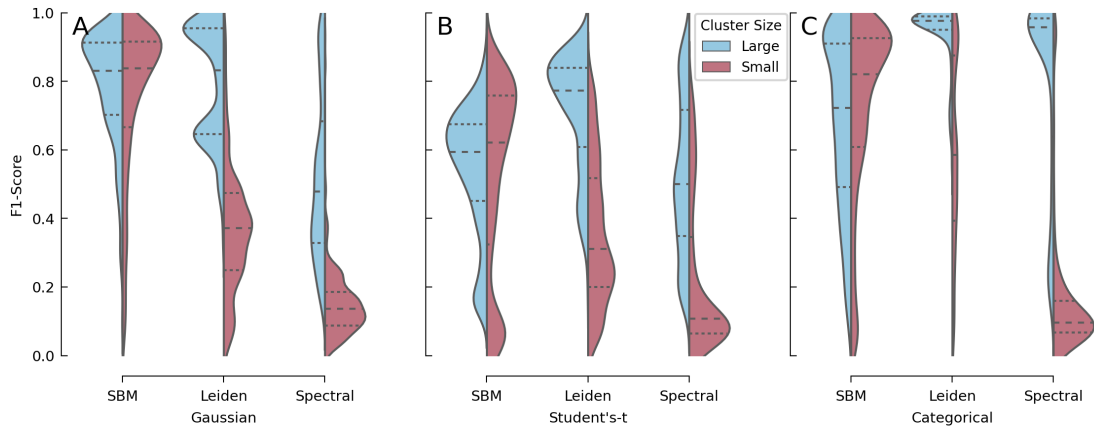 A
B
C
Cluster Size
Large
Small
F1-Score
1.0
0.8
0.6
0.4
0.2
0.0
SBM Leiden Spectral
Gaussian
SBM Leiden Spectral
Student's-t
SBM Leiden Spectral
Categorical